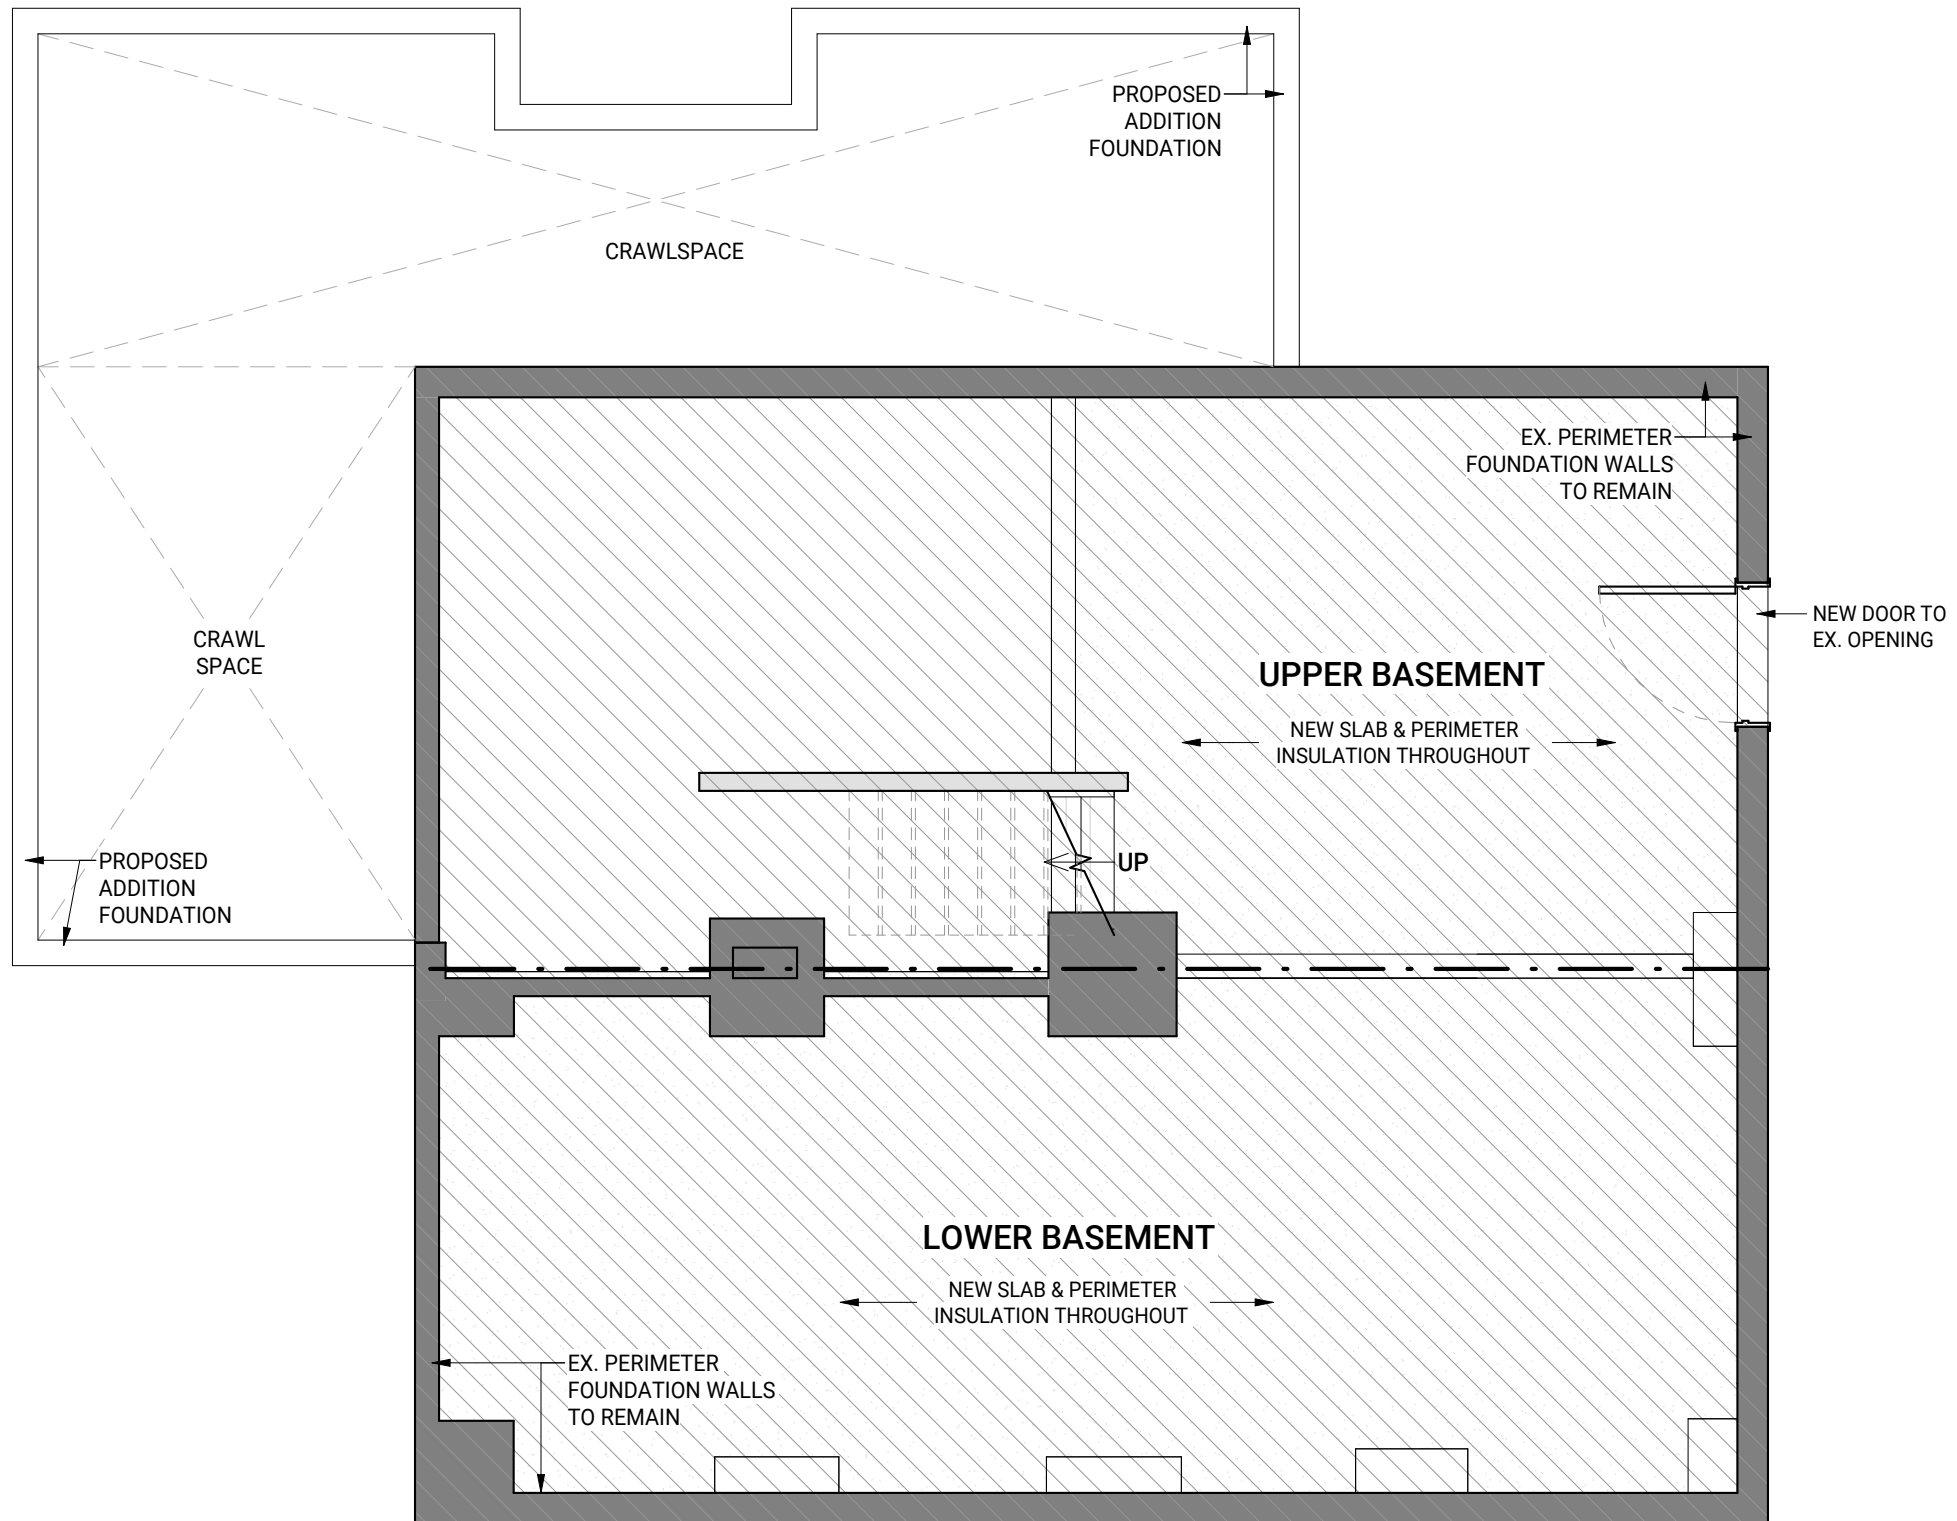 PROPOSED
ADDITION
FOUNDATION
CRAWLSPACE
EX. PERIMETER
FOUNDATION WALLS
TO REMAIN
NEW DOOR TO
EX. OPENING
CRAWL
SPACE
UPPER BASEMENT
NEW SLAB & PERIMETER
INSULATION THROUGHOUT
PROPOSED
ADDITION
FOUNDATION
UP
LOWER BASEMENT
NEW SLAB & PERIMETER
INSULATION THROUGHOUT
EX. PERIMETER
FOUNDATION WALLS
TO REMAIN